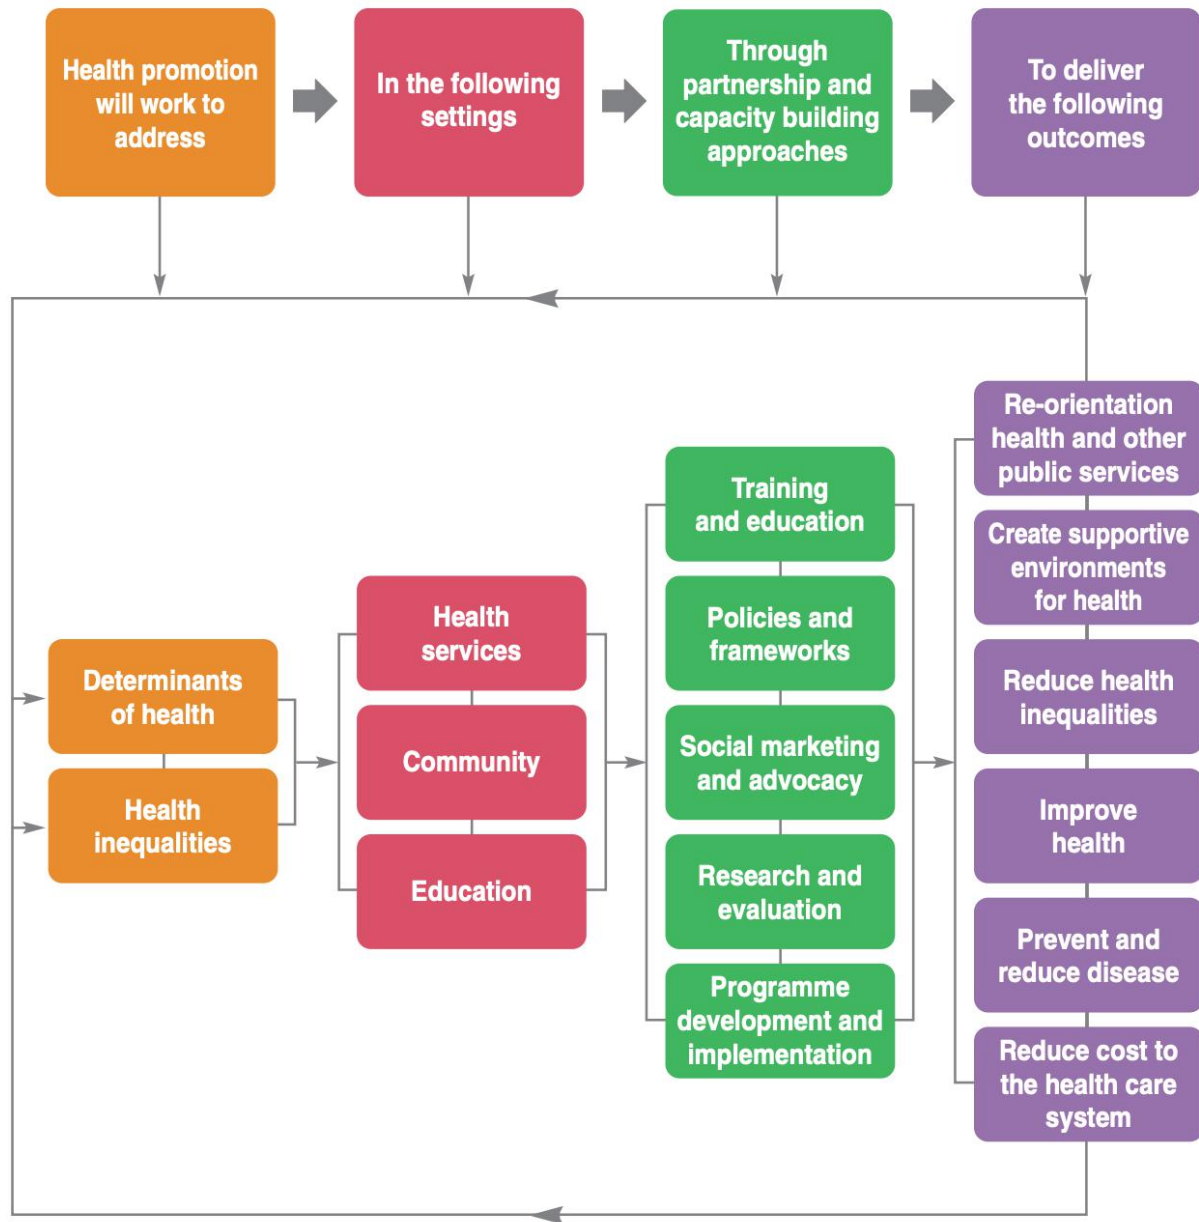 Health promotion
will work to
address
In the following
settings
Through
partnership and
capacity building
approaches
To deliver
the following
outcomes
Determinants
of health
Health
inequalities
Health
services
Community
Education
Training
and education
Policies and
frameworks
Social marketing
and advocacy
Research and
evaluation
Programme
development and
implementation
Re-orientation
health and other
public services
Create supportive
environments
for health
Reduce health
inequalities
Improve
health
Prevent and
reduce disease
Reduce cost to
the health care
system